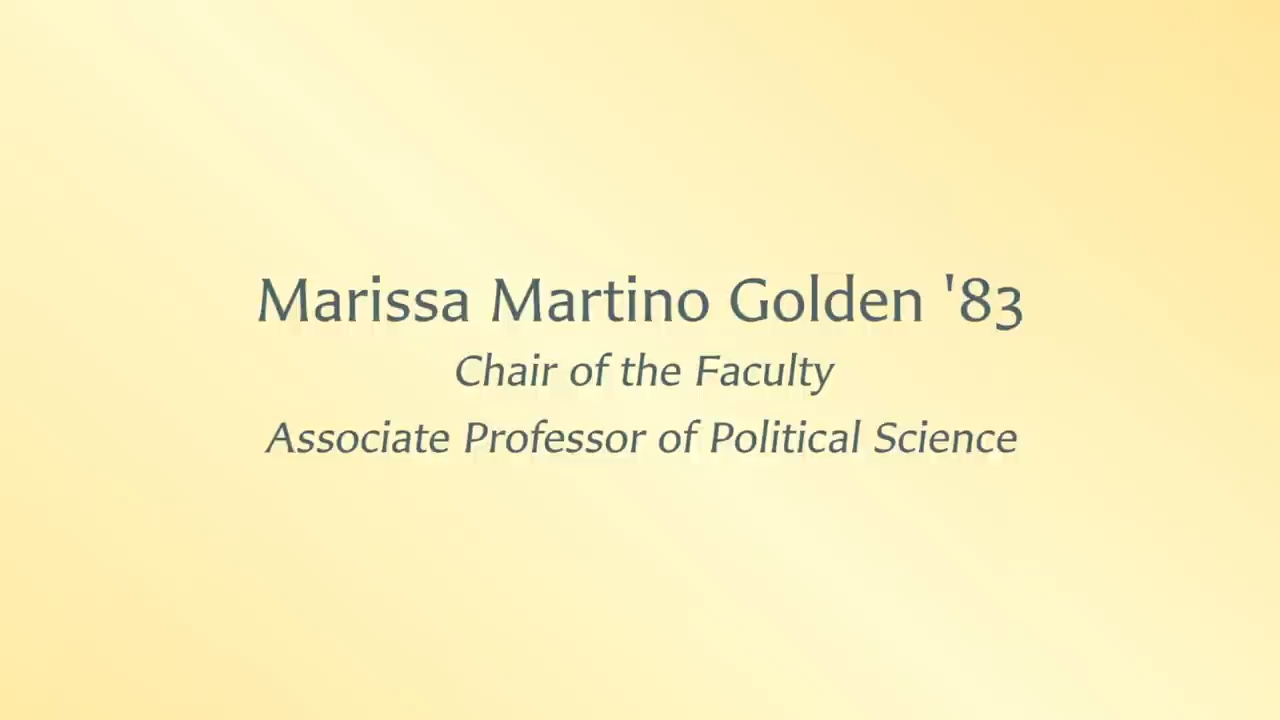 Marissa Martino Golden '83
Chair of the Faculty
Associate Professor of Political Science